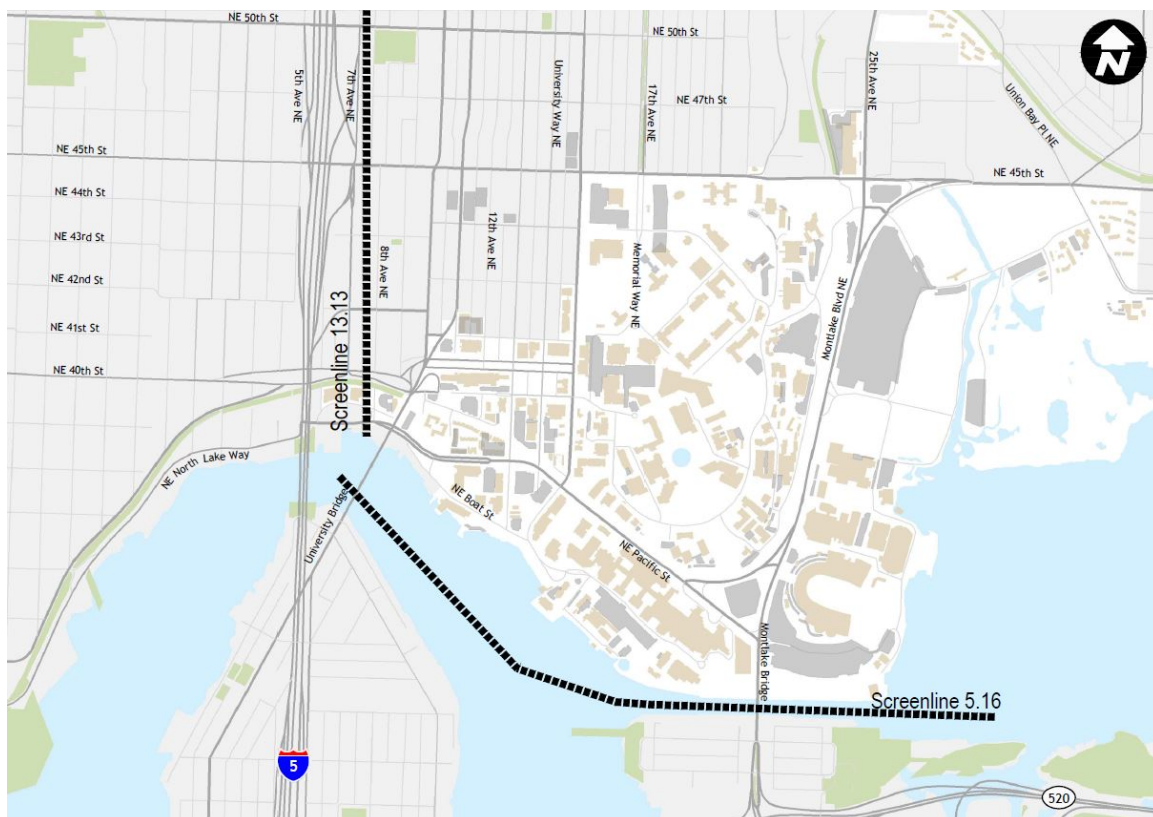 NE 50th St
NE 50th St
N
5th Ave NE
7th Ave NE
University Way NE
17th Ave NE
25th Ave NE
Union Bay Pl NE
NE 47th St
NE 45th St
NE 45th St
NE 44th St
12th Ave NE
NE 43rd St
8th Ave NE
Memorial Way NE
NE 42nd St
Montlake Blvd NE
NE 41st St
Screenline 13.13
NE 40th St
NE North Lake Way
University Bridge
NE Boat St
NE Pacific St
Montlake Bridge
Screenline 5.16
5
520